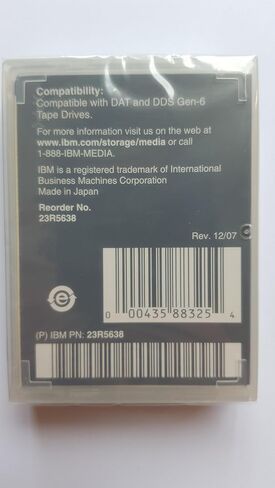 Compatibility:
Compatible with DAT and DDS Gen-6
Tape Drives.
For more information visit us on the web at
www.ibm.com/storage/media or call
1-888-IBM-MEDIA.
IBM is a registered trademark of International
Business Machines Corporation
Made in Japan
Reorder No.
23R5638
Rev. 12/07
0 00435 88325 4
(P) IBM PN: 23R5638